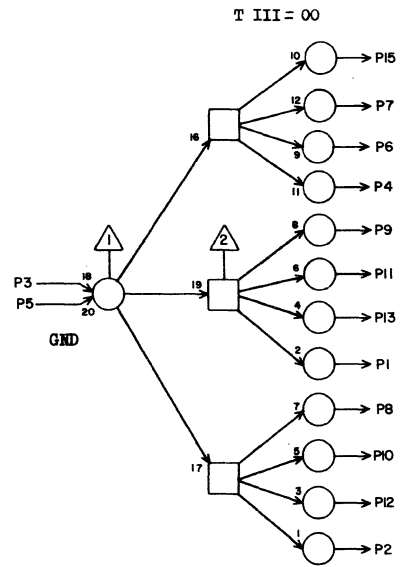 T III = 00
10 P15
12 P7
16
9 P6
11 P4
1 2
8 P9
P3 18 19 6 P11
P5 20 4 P13
GND
2 P1
7 P8
17 5 P10
3 P12
1 P2